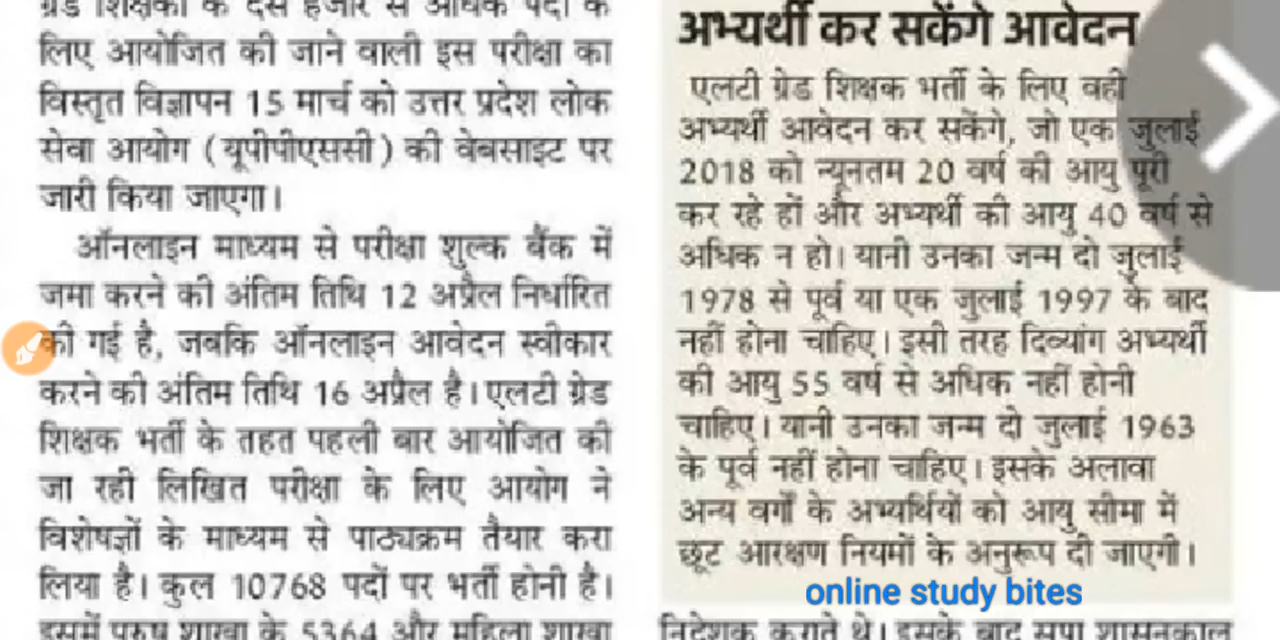 ग्रेड शिक्षकों के दस हजार से अधिक पदों के
लिए आयोजित की जाने वाली इस परीक्षा का
विस्तृत विज्ञापन 15 मार्च को उत्तर प्रदेश लोक
सेवा आयोग (यूपीपीएससी) की वेबसाइट पर
जारी किया जाएगा।
ऑनलाइन माध्यम से परीक्षा शुल्क बैंक में
जमा करने की अंतिम तिथि 12 अप्रैल निर्धारित
की गई है, जबकि ऑनलाइन आवेदन स्वीकार
करने की अंतिम तिथि 16 अप्रैल है। एलटी ग्रेड
शिक्षक भर्ती के तहत पहली बार आयोजित की
जा रही लिखित परीक्षा के लिए आयोग ने
विशेषज्ञों के माध्यम से पाठ्यक्रम तैयार करा
लिया है। कुल 10768 पदों पर भर्ती होनी है।
इसमें पुरुष शाखा के 5364 और महिला शाखा
अभ्यर्थी कर सकेंगे आवेदन
एलटी ग्रेड शिक्षक भर्ती के लिए वही
अभ्यर्थी आवेदन कर सकेंगे, जो एक जुलाई
2018 को न्यूनतम 20 वर्ष की आयु पूरी
कर रहे हों और अभ्यर्थी की आयु 40 वर्ष से
अधिक न हो। यानी उनका जन्म दो जुलाई
1978 से पूर्व या एक जुलाई 1997 के बाद
नहीं होना चाहिए। इसी तरह दिव्यांग अभ्यर्थी
की आयु 55 वर्ष से अधिक नहीं होनी
चाहिए। यानी उनका जन्म दो जुलाई 1963
के पूर्व नहीं होना चाहिए। इसके अलावा
अन्य वर्गों के अभ्यर्थियों को आयु सीमा में
छूट आरक्षण नियमों के अनुरूप दी जाएगी।
online study bites
निदेशक कराते थे। इसके बाद सपा शासनकाल